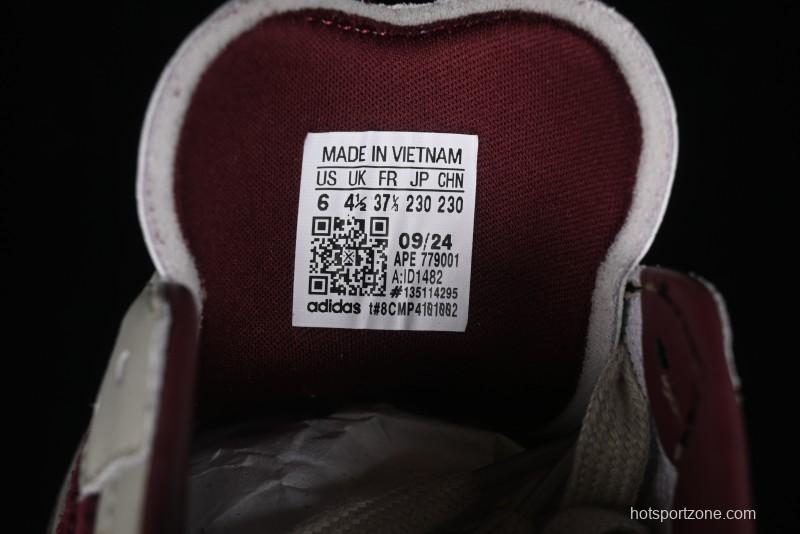 MADE IN VIETNAM
US UK FR JP CHN
6 4½ 37⅓ 230 230
09/24
APE 779001
A:ID1482
#135114295
adidas t#8CMP4101002
hotsportzone.com